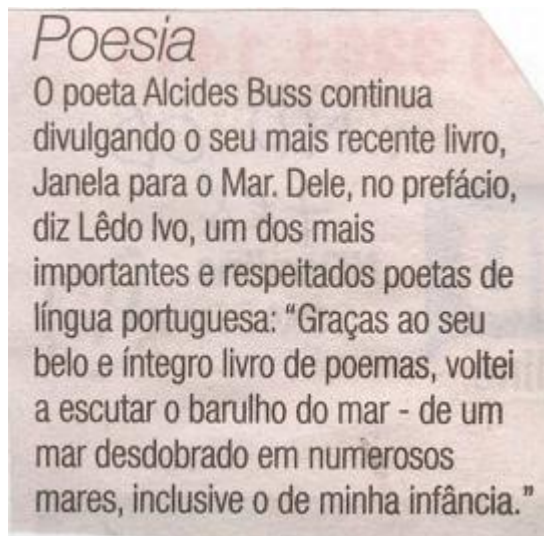 Poesia
O poeta Alcides Buss continua
divulgando o seu mais recente livro,
Janela para o Mar. Dele, no prefácio,
diz Lêdo Ivo, um dos mais
importantes e respeitados poetas de
língua portuguesa: “Graças ao seu
belo e íntegro livro de poemas, voltei
a escutar o barulho do mar - de um
mar desdobrado em numerosos
mares, inclusive o de minha infância.”